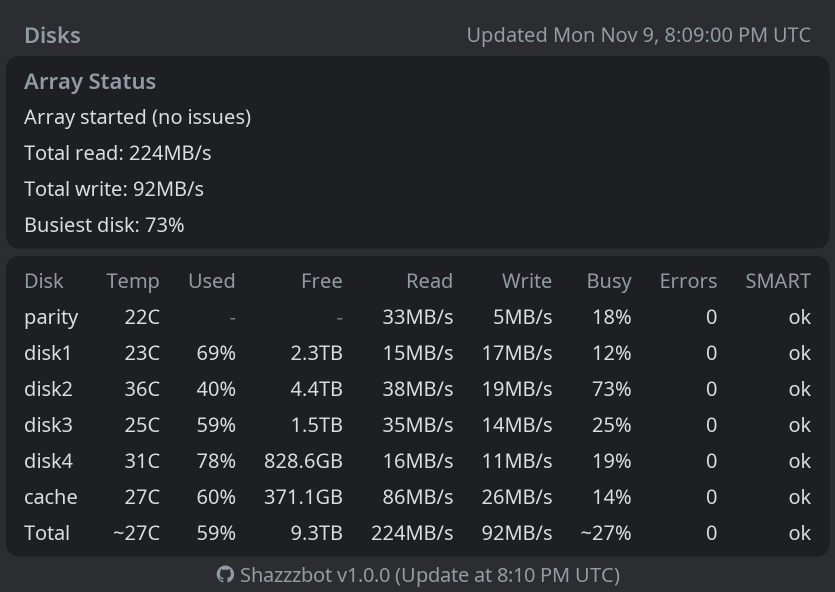 Disks Updated Mon Nov 9, 8:09:00 PM UTC
Array Status
Array started (no issues)
Total read: 224MB/s
Total write: 92MB/s
Busiest disk: 73%
Disk Temp Used Free Read Write Busy Errors SMART
parity 22C - - 33MB/s 5MB/s 18% 0 ok
disk1 23C 69% 2.3TB 15MB/s 17MB/s 12% 0 ok
disk2 36C 40% 4.4TB 38MB/s 19MB/s 73% 0 ok
disk3 25C 59% 1.5TB 35MB/s 14MB/s 25% 0 ok
disk4 31C 78% 828.6GB 16MB/s 11MB/s 19% 0 ok
cache 27C 60% 371.1GB 86MB/s 26MB/s 14% 0 ok
Total ~27C 59% 9.3TB 224MB/s 92MB/s ~27% 0 ok
Shazzzbot v1.0.0 (Update at 8:10 PM UTC)